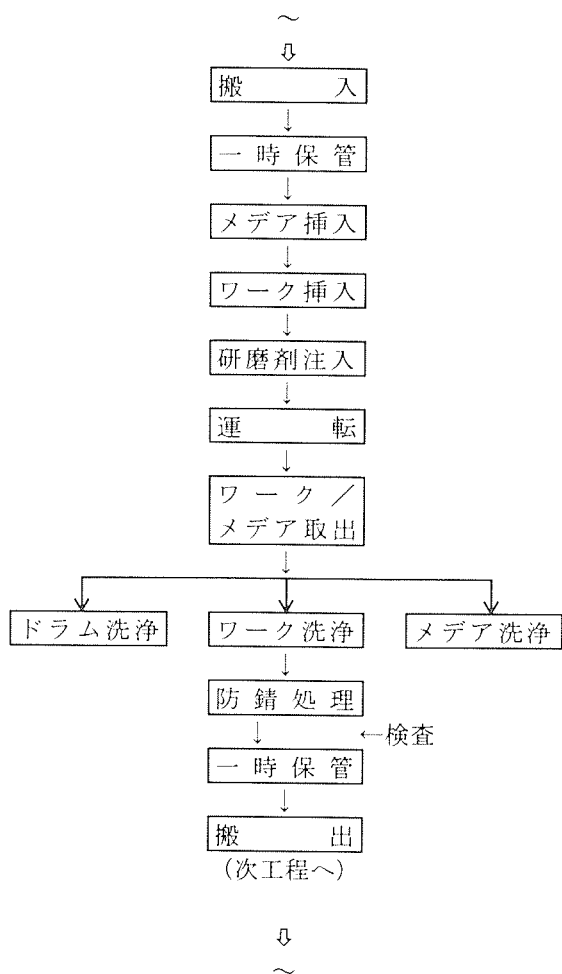 ～
⇩
搬入
↓
一時保管
↓
メデア挿入
↓
ワーク挿入
↓
研磨剤注入
↓
運転
↓
ワーク／
メデア取出
↓
ドラム洗浄 ワーク洗浄 メデア洗浄
↓
防錆処理
↓ ←検査
一時保管
↓
搬出
(次工程へ)
⇩
～